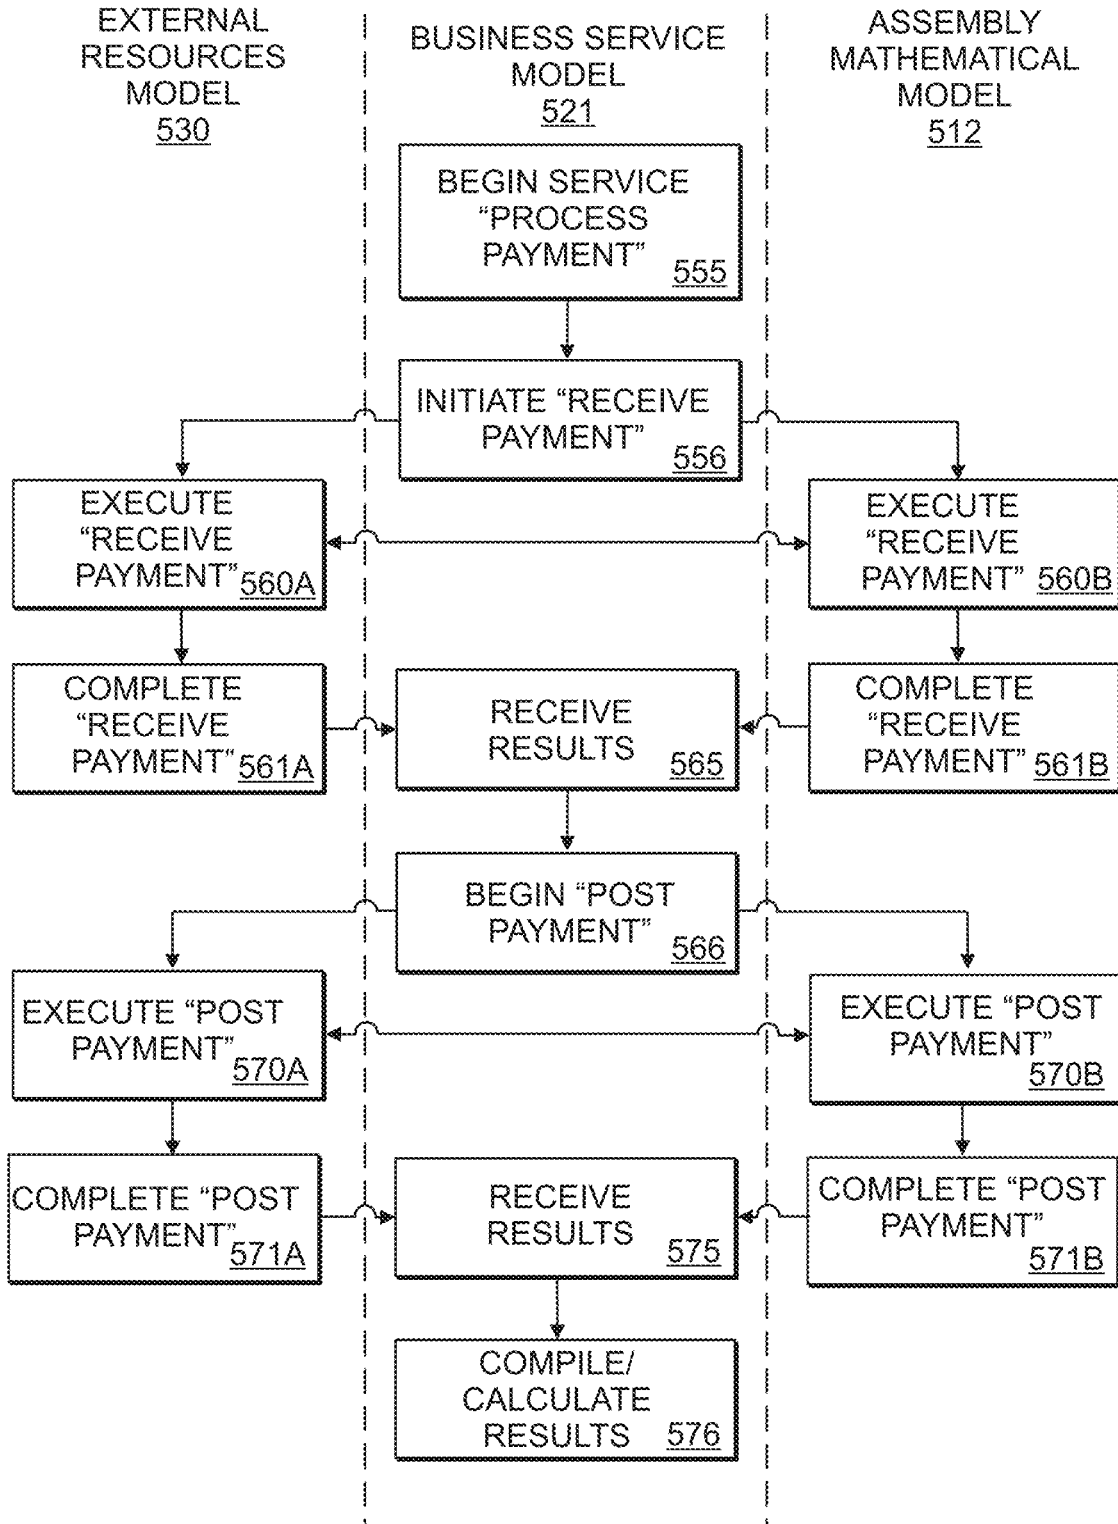 EXTERNAL
RESOURCES
MODEL
530
BUSINESS SERVICE
MODEL
521
ASSEMBLY
MATHEMATICAL
MODEL
512
BEGIN SERVICE
“PROCESS
PAYMENT”
555
INITIATE “RECEIVE
PAYMENT”
556
EXECUTE
“RECEIVE
PAYMENT”
560A
EXECUTE
“RECEIVE
PAYMENT”
560B
COMPLETE
“RECEIVE
PAYMENT”
561A
RECEIVE
RESULTS
565
COMPLETE
“RECEIVE
PAYMENT”
561B
BEGIN “POST
PAYMENT”
566
EXECUTE “POST
PAYMENT”
570A
EXECUTE “POST
PAYMENT”
570B
COMPLETE “POST
PAYMENT”
571A
RECEIVE
RESULTS
575
COMPLETE “POST
PAYMENT”
571B
COMPILE/
CALCULATE
RESULTS
576